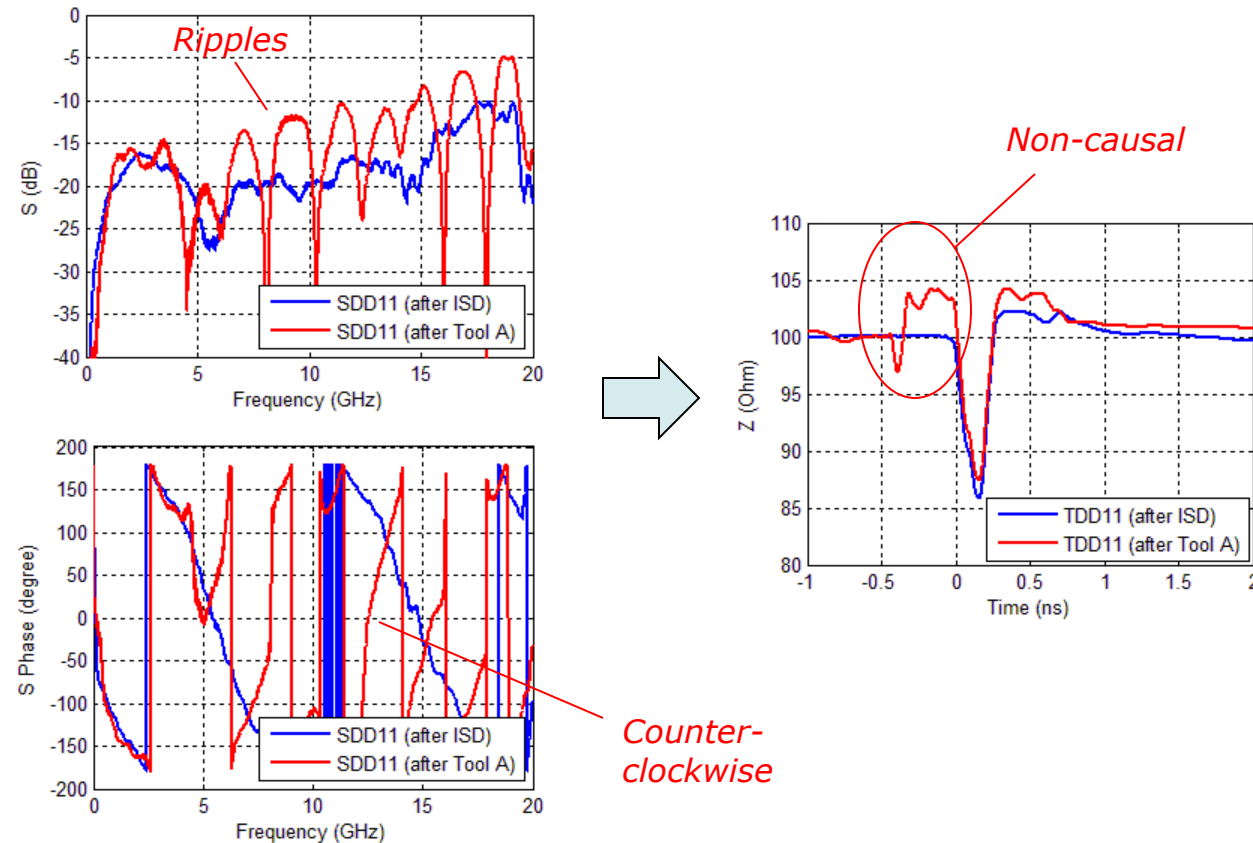 Ripples
S (dB)
0
-5
-10
-15
-20
-25
-30
-35
-40
SDD11 (after ISD)
SDD11 (after Tool A)
0
5
10
15
20
Frequency (GHz)
S Phase (degree)
200
150
100
50
0
-50
-100
-150
-200
SDD11 (after ISD)
SDD11 (after Tool A)
0
5
10
15
20
Frequency (GHz)
Counter-
clockwise
Non-causal
Z (Ohm)
110
105
100
95
90
85
80
TDD11 (after ISD)
TDD11 (after Tool A)
-1
-0.5
0
0.5
1
1.5
2
Time (ns)